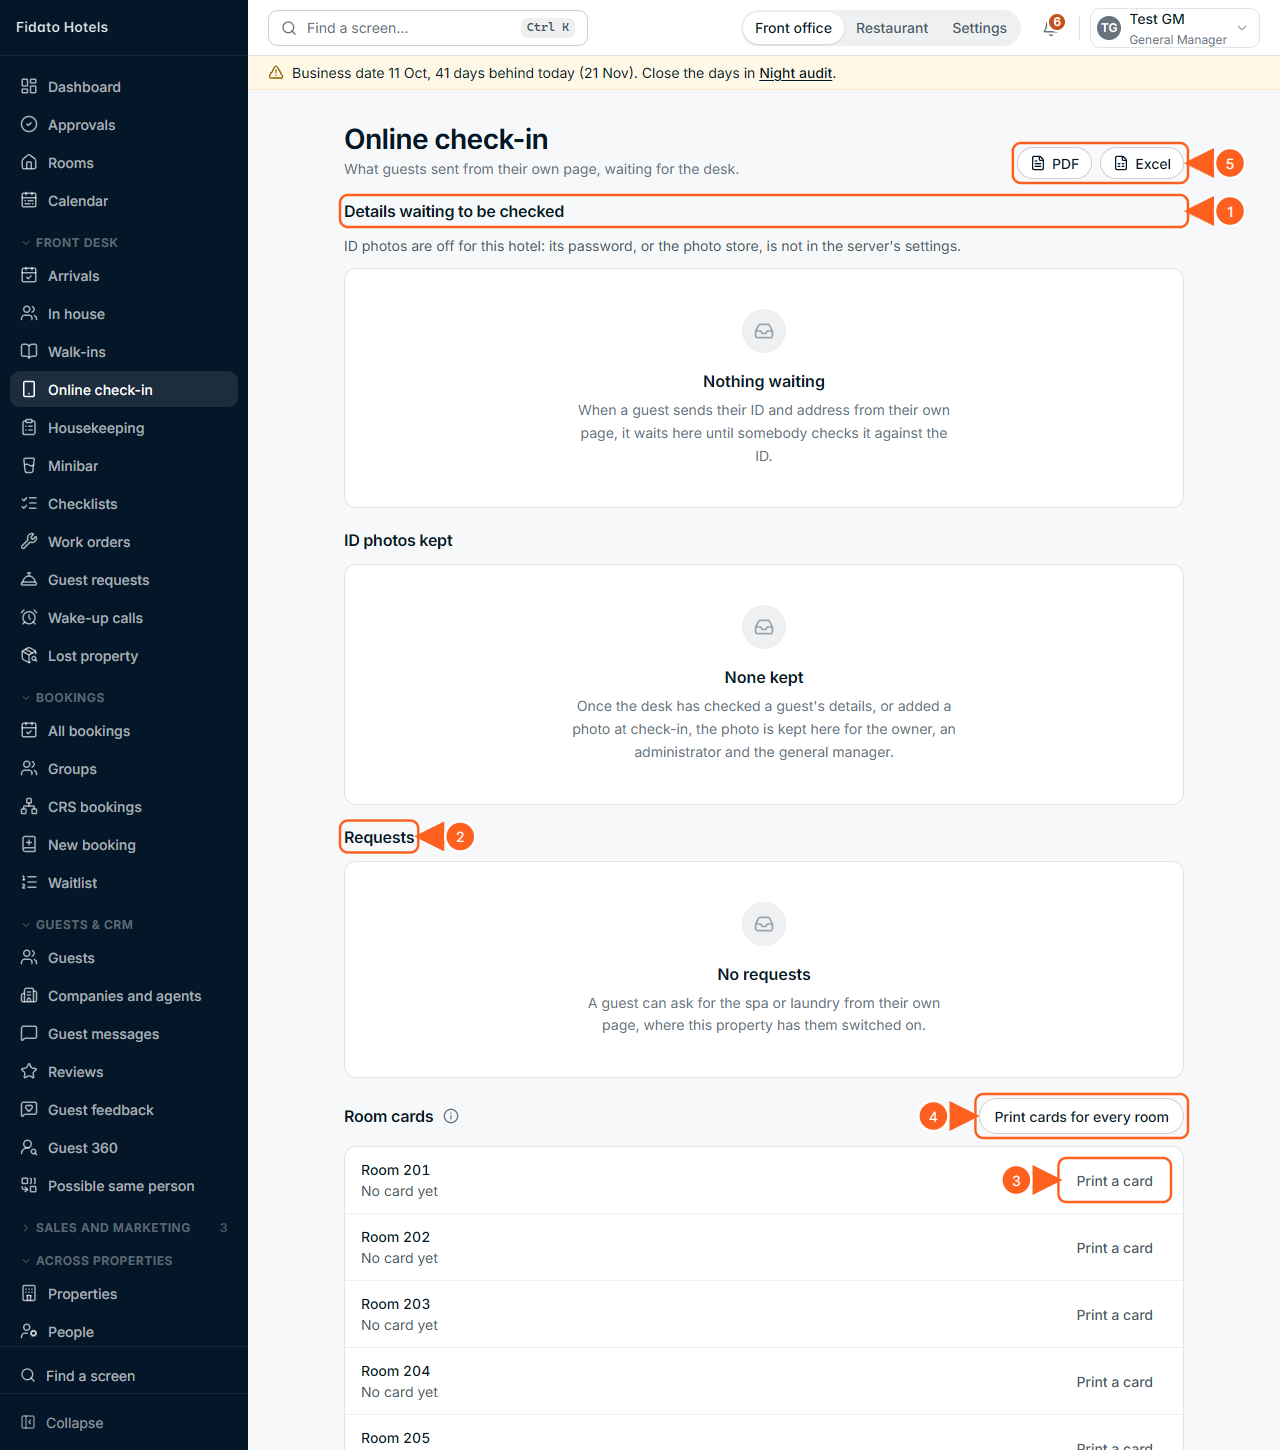 Fidato Hotels
Find a screen...
Ctrl K
Front office
Restaurant
Settings
6
TG
Test GM
General Manager
Business date 11 Oct, 41 days behind today (21 Nov). Close the days in Night audit.
Dashboard
Approvals
Rooms
Calendar
FRONT DESK
Arrivals
In house
Walk-ins
Online check-in
Housekeeping
Minibar
Checklists
Work orders
Guest requests
Wake-up calls
Lost property
BOOKINGS
All bookings
Groups
CRS bookings
New booking
Waitlist
GUESTS & CRM
Guests
Companies and agents
Guest messages
Reviews
Guest feedback
Guest 360
Possible same person
SALES AND MARKETING 3
ACROSS PROPERTIES
Properties
People
Find a screen
Collapse
Online check-in
What guests sent from their own page, waiting for the desk.
PDF
Excel
5
Details waiting to be checked
1
ID photos are off for this hotel: its password, or the photo store, is not in the server's settings.
Nothing waiting
When a guest sends their ID and address from their own
page, it waits here until somebody checks it against the
ID.
ID photos kept
None kept
Once the desk has checked a guest's details, or added a
photo at check-in, the photo is kept here for the owner, an
administrator and the general manager.
Requests
2
No requests
A guest can ask for the spa or laundry from their own
page, where this property has them switched on.
Room cards
4
Print cards for every room
Room 201
No card yet
3
Print a card
Room 202
No card yet
Print a card
Room 203
No card yet
Print a card
Room 204
No card yet
Print a card
Room 205
Print a card